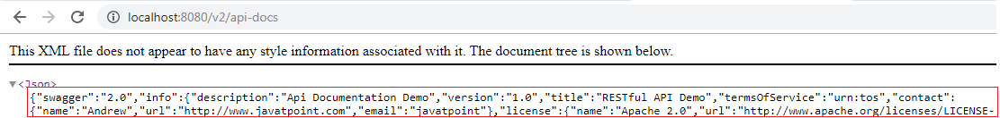 localhost:8080/v2/api-docs
This XML file does not appear to have any style information associated with it. The document tree is shown below.
▼<Json>
{"swagger":"2.0","info":{"description":"Api Documentation Demo","version":"1.0","title":"RESTful API Demo","termsOfService":"urn:tos","contact":
{"name":"Andrew","url":"http://www.javatpoint.com","email":"javatpoint"},"license":{"name":"Apache 2.0","url":"http://www.apache.org/licenses/LICENSE-